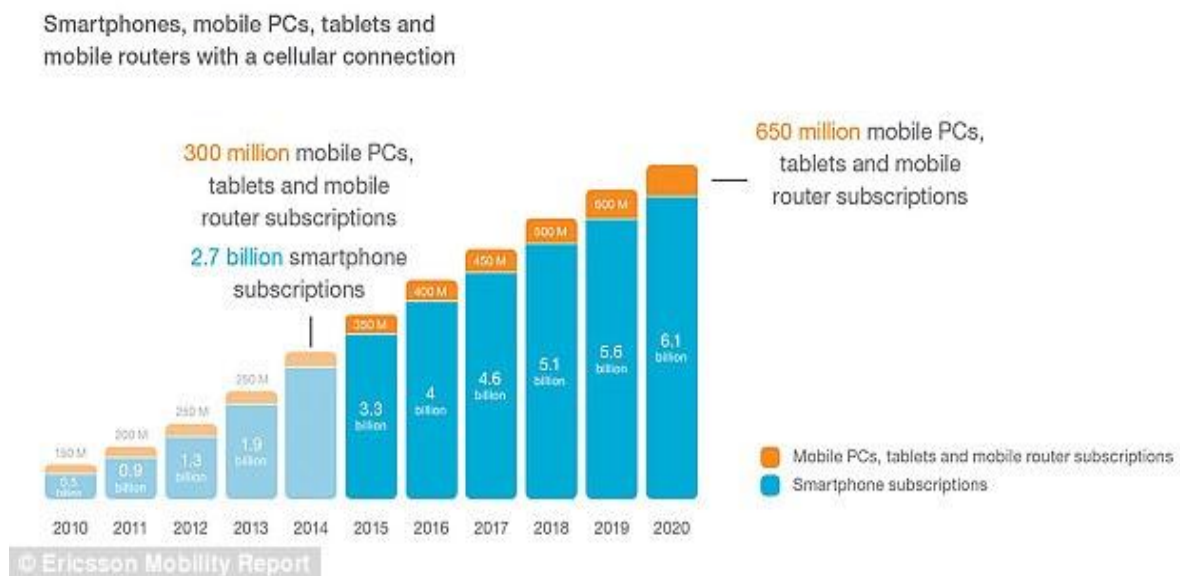 Smartphones, mobile PCs, tablets and
mobile routers with a cellular connection
300 million mobile PCs,
tablets and mobile
router subscriptions
2.7 billion smartphone
subscriptions
650 million mobile PCs,
tablets and mobile
router subscriptions
150 M
0.5
billion
200 M
0.9
billion
250 M
1.3
billion
250 M
1.9
billion
350 M
3.3
billion
400 M
4
billion
450 M
4.6
billion
500 M
5.1
billion
600 M
5.6
billion
6.1
billion
Mobile PCs, tablets and mobile router subscriptions
Smartphone subscriptions
2010 2011 2012 2013 2014 2015 2016 2017 2018 2019 2020
© Ericsson Mobility Report